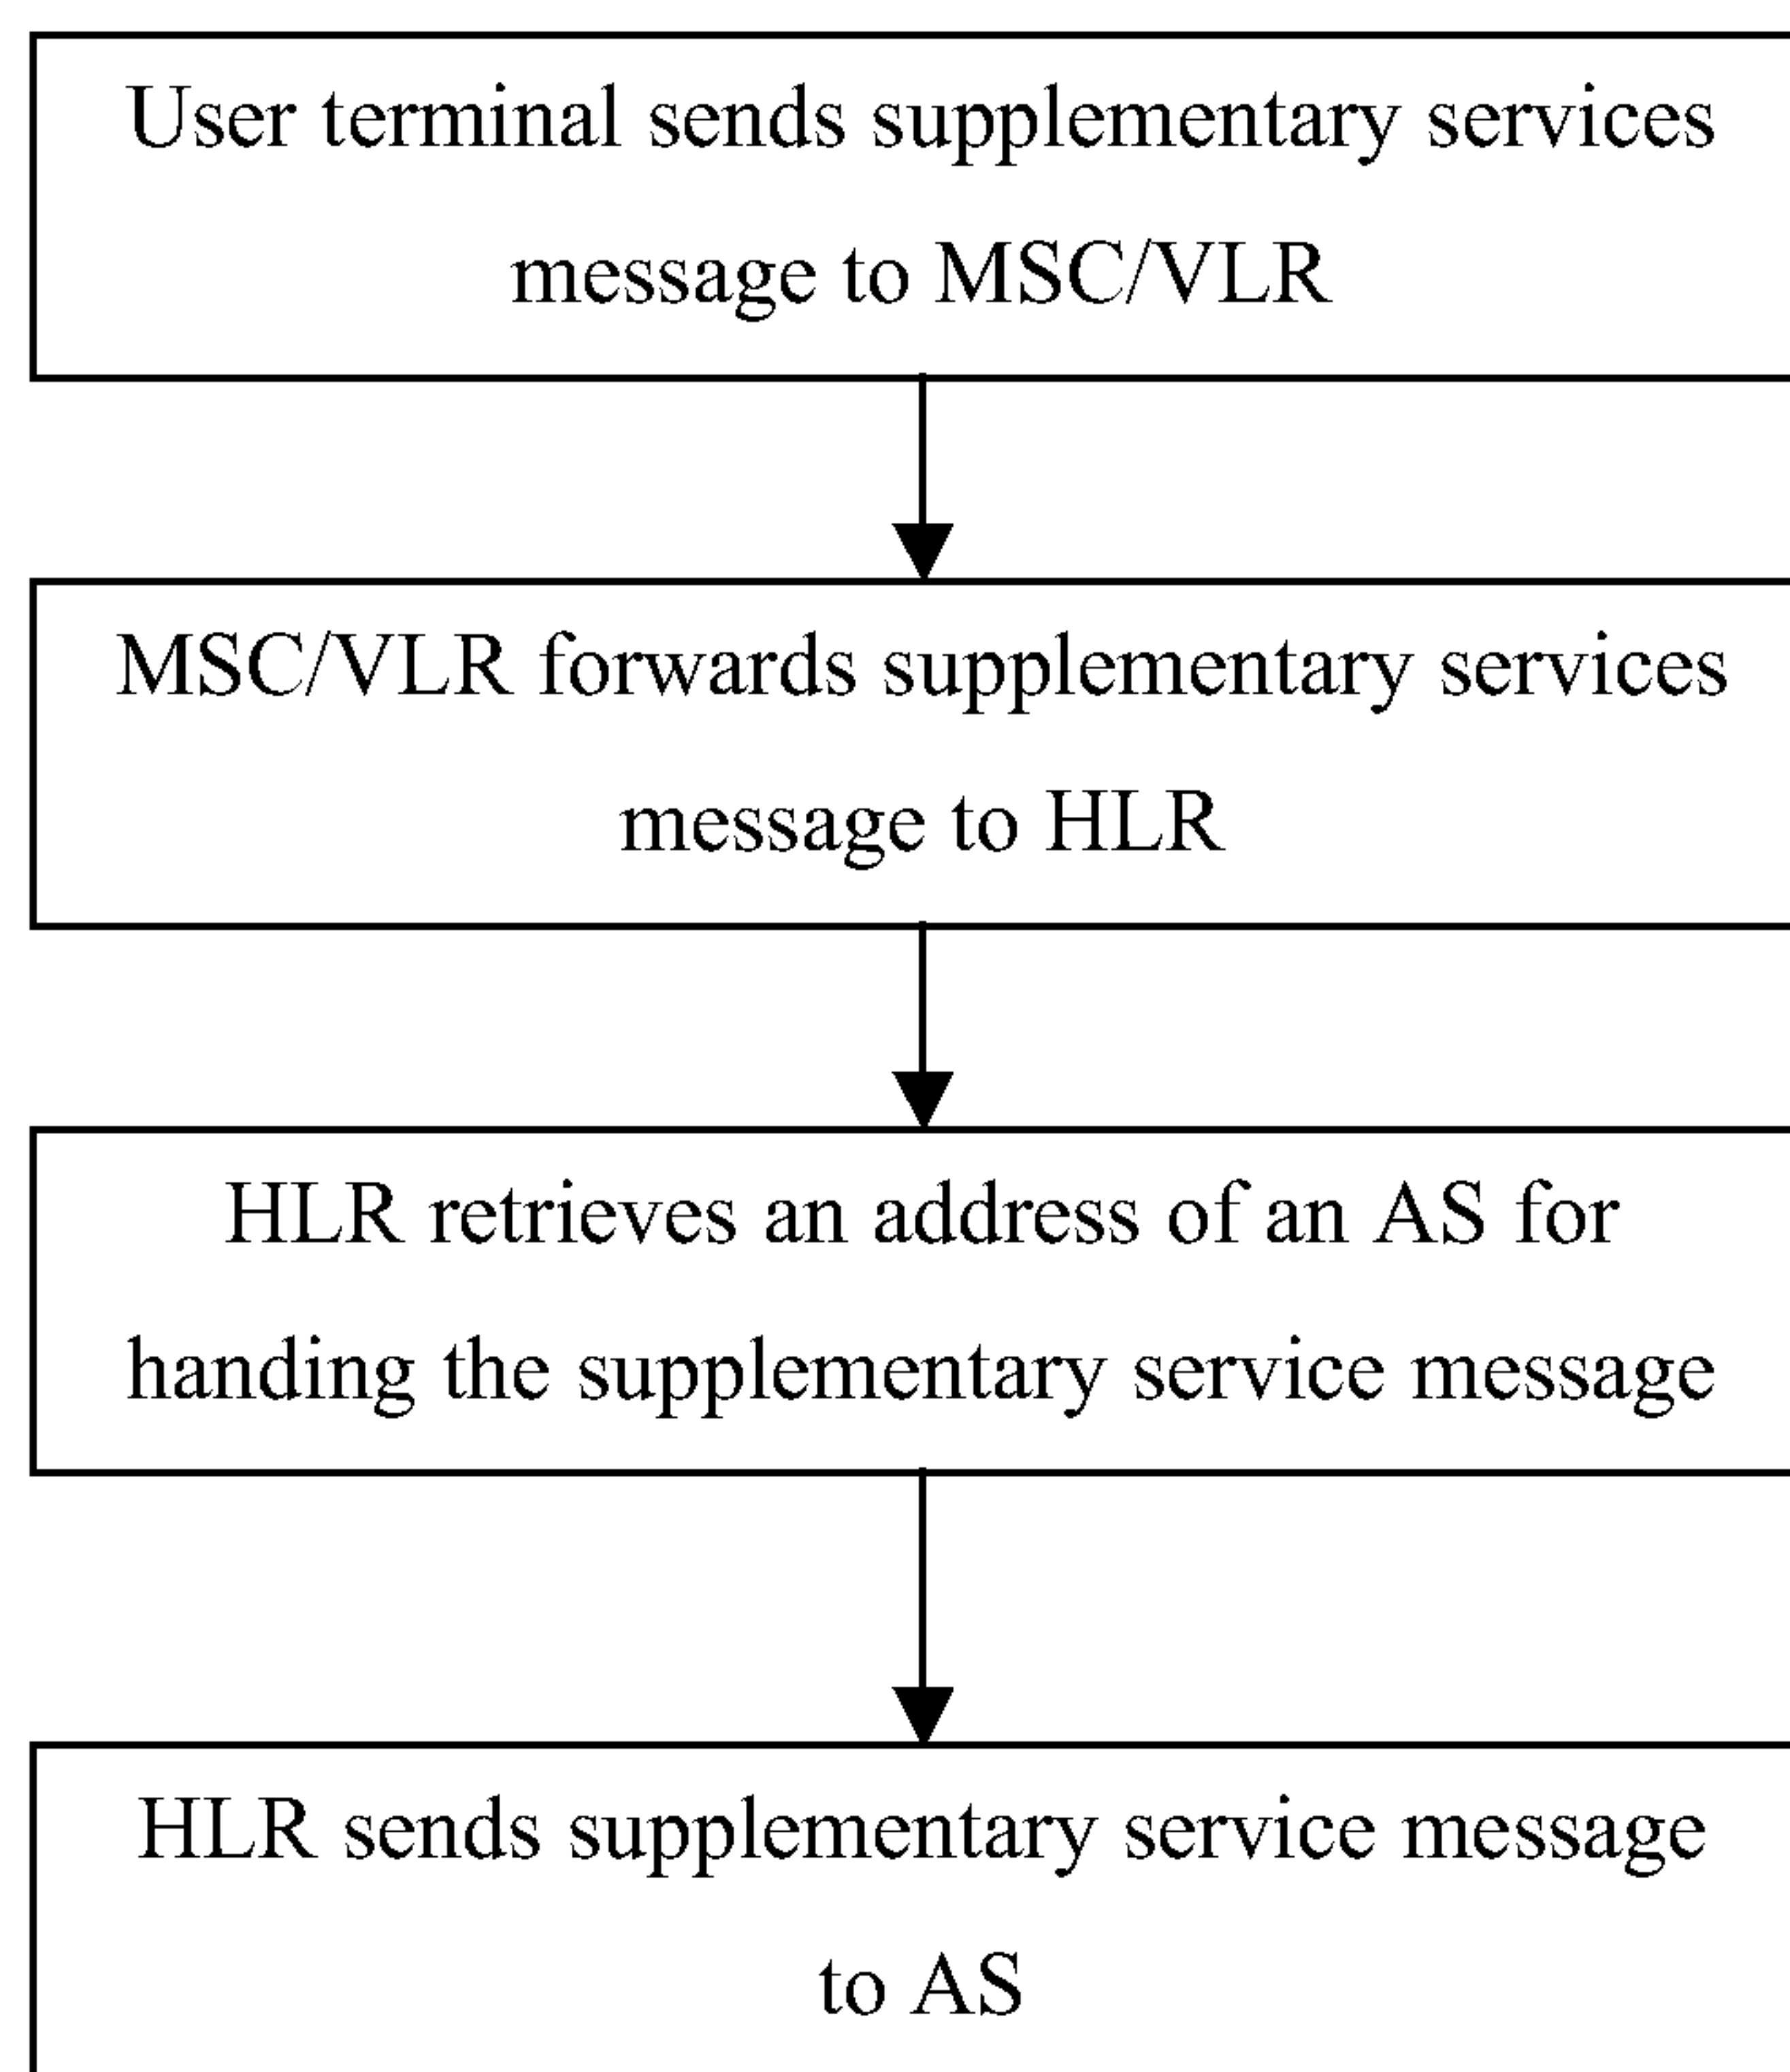 User terminal sends supplementary services
message to MSC/VLR
MSC/VLR forwards supplementary services
message to HLR
HLR retrieves an address of an AS for
handing the supplementary service message
HLR sends supplementary service message
to AS